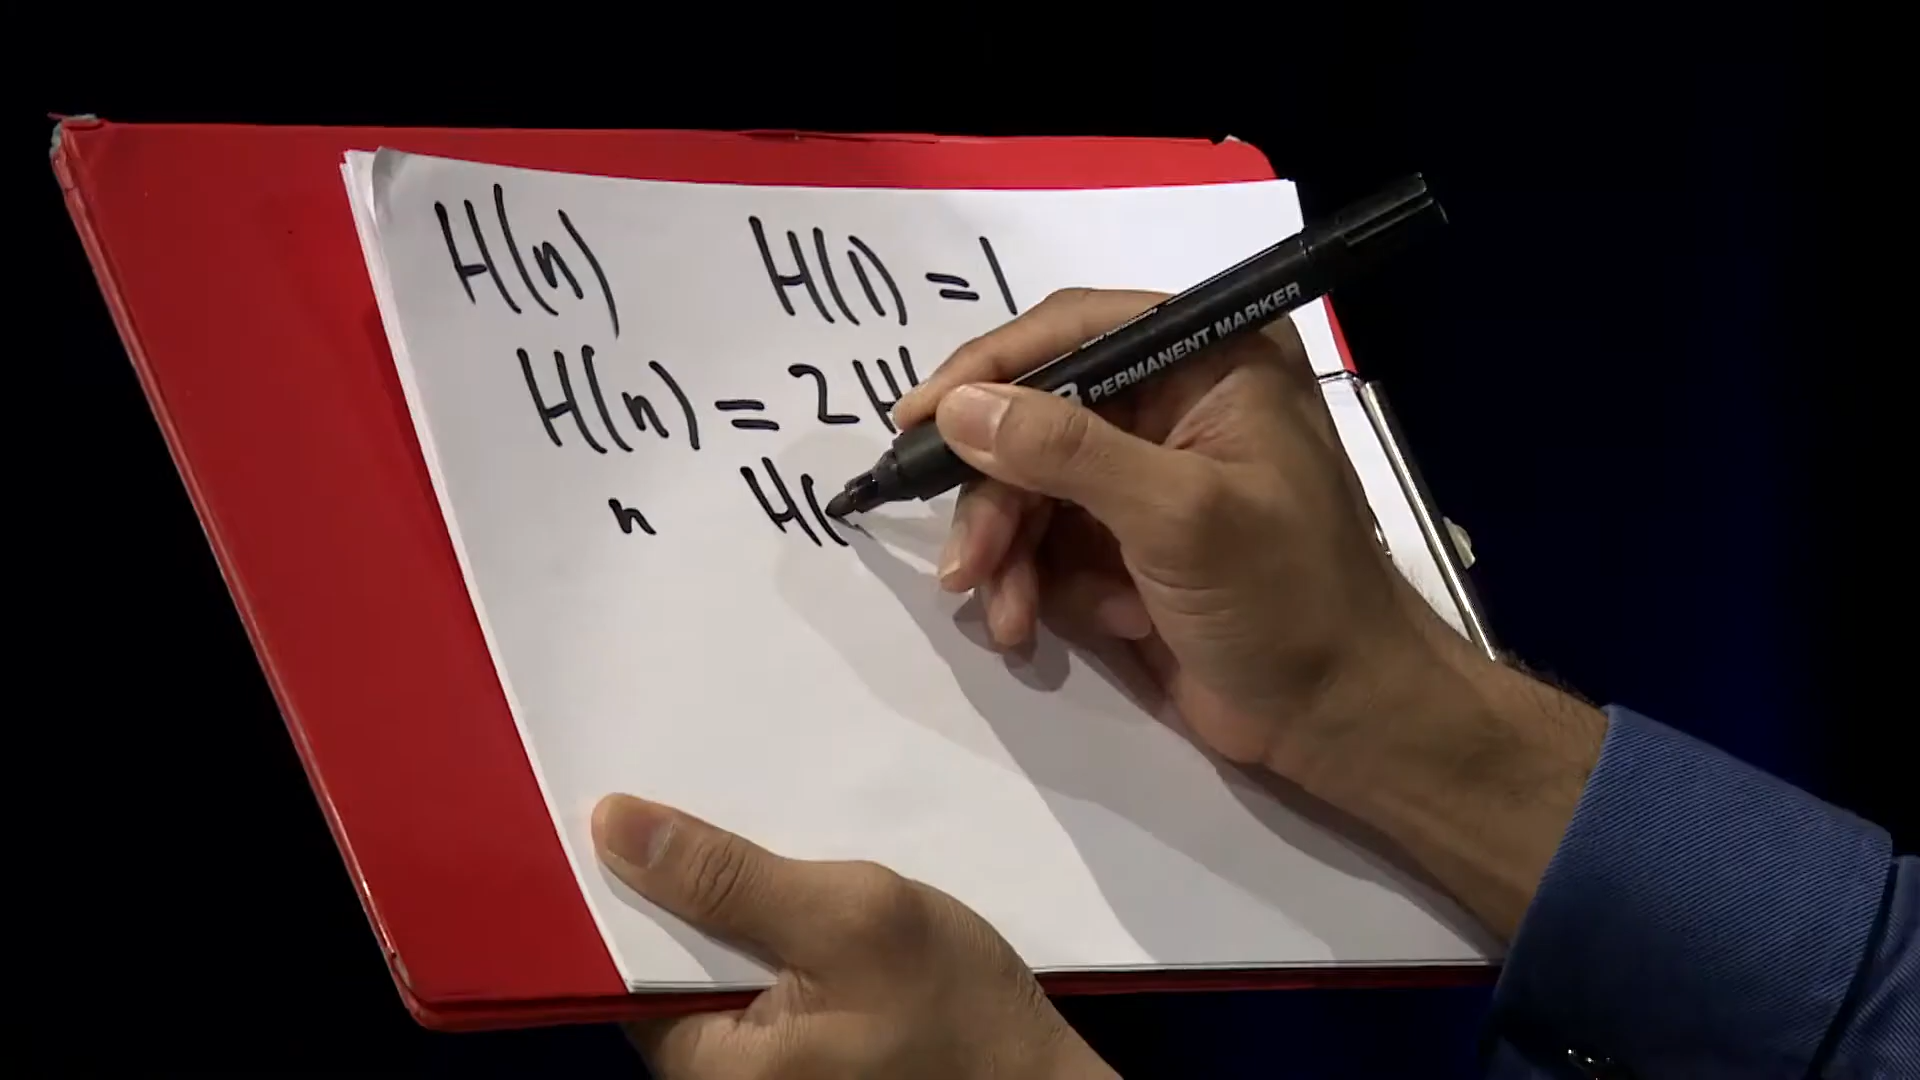 H(n) H(1) = 1
H(n) = 2H
n H(
PERMANENT MARKER